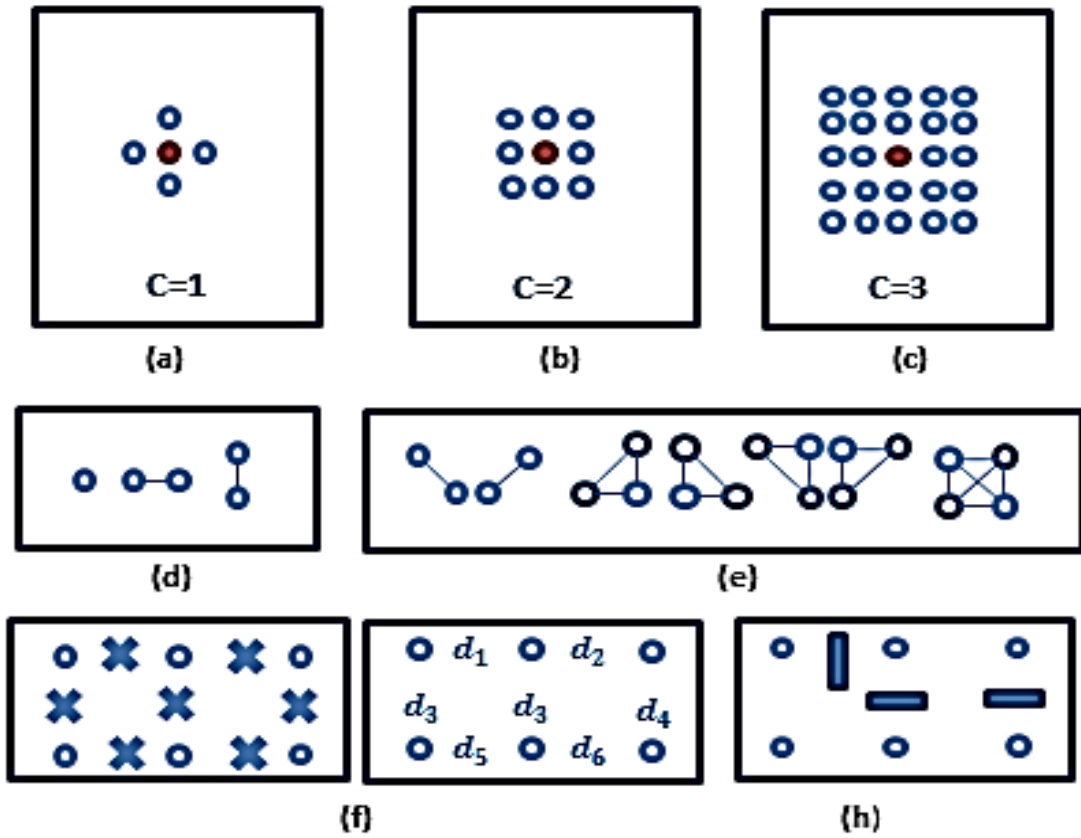 C=1
C=2
C=3
(a)
(b)
(c)
(d)
(e)
d₁ d₂
d₃ d₃ d₄
d₅ d₆
(f)
(h)